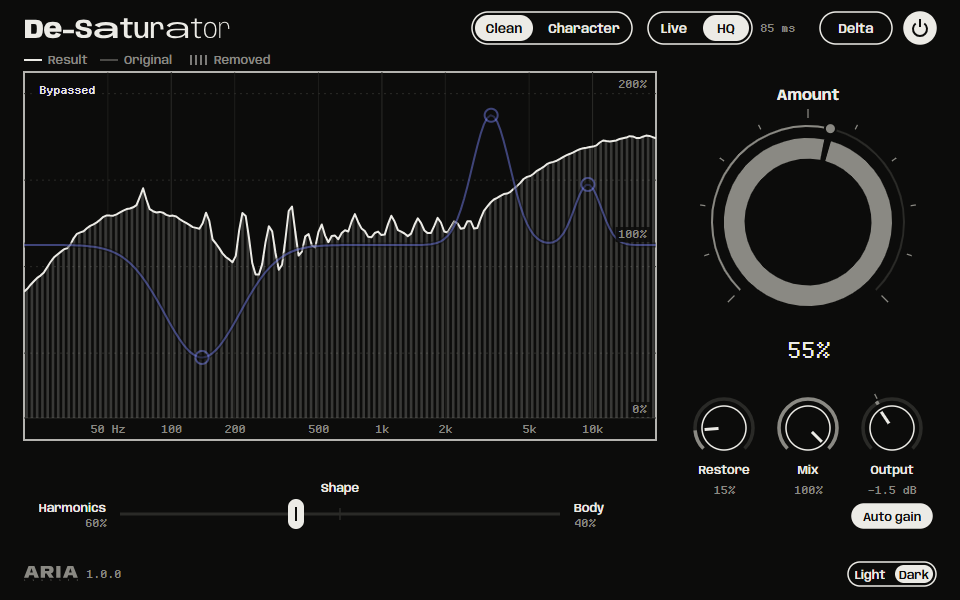 De-Saturator
Clean Character
Live HQ 85 ms
Delta
Result Original Removed
Bypassed
200%
100%
0%
50 Hz 100 200 500 1k 2k 5k 10k
Amount
55%
Restore Mix Output
15% 100% -1.5 dB
Auto gain
Shape
Harmonics Body
60% 40%
ARIA 1.0.0
Light Dark